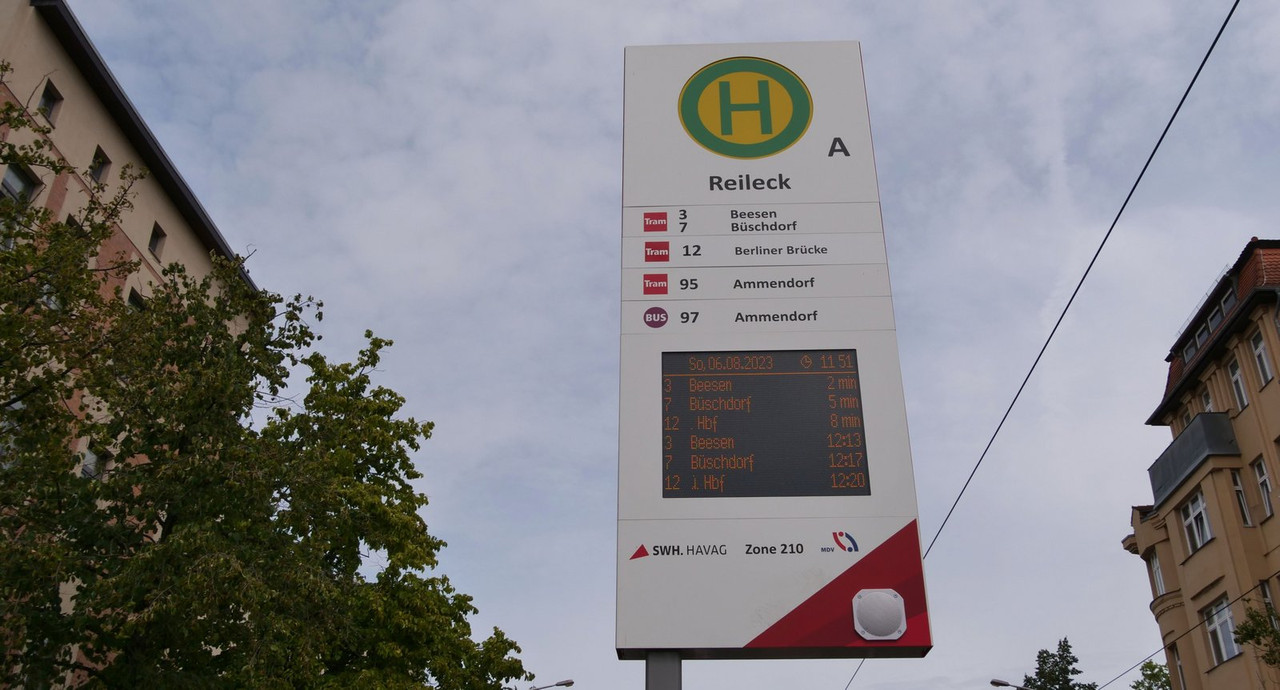 H
A
Reileck
Tram 3 Beesen
7 Büschdorf
Tram 12 Berliner Brücke
Tram 95 Ammendorf
BUS 97 Ammendorf
So, 06.08.2023 11:51
3 Beesen 2 min
7 Büschdorf 5 min
12 Hbf 8 min
3 Beesen 12:13
7 Büschdorf 12:17
12 Hbf 12:20
SWH. HAVAG Zone 210 MDV